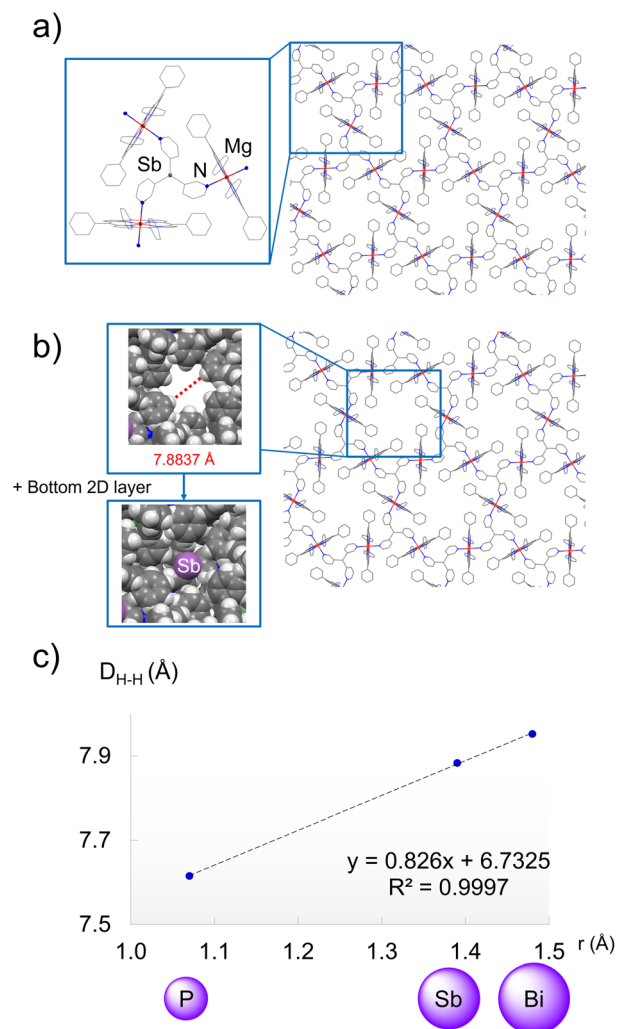 a)
Sb
N
Mg
b)
7.8837 Å
+ Bottom 2D layer
Sb
c)
D_H-H (Å)
7.9
7.7
7.5
y = 0.826x + 6.7325
R² = 0.9997
1.0 1.1 1.2 1.3 1.4 1.5 r (Å)
P Sb Bi